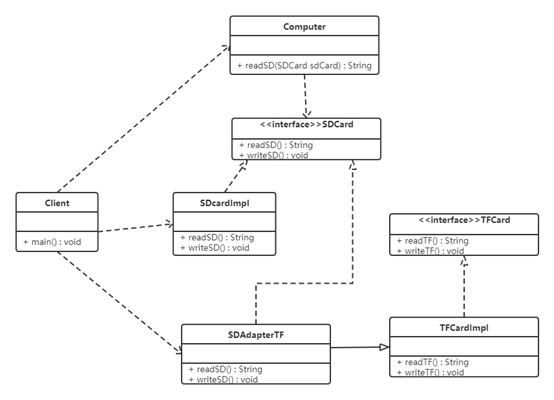 Computer
+ readSD(SDCard sdCard) : String
<<interface>>SDCard
+ readSD() : String
+ writeSD() : void
Client
+ main() : void
SDcardImpl
+ readSD() : String
+ writeSD() : void
<<interface>>TFCard
+ readTF() : String
+ writeTF() : void
SDAdapterTF
+ readSD() : String
+ writeSD() : void
TFCardImpl
+ readTF() : String
+ writeTF() : void